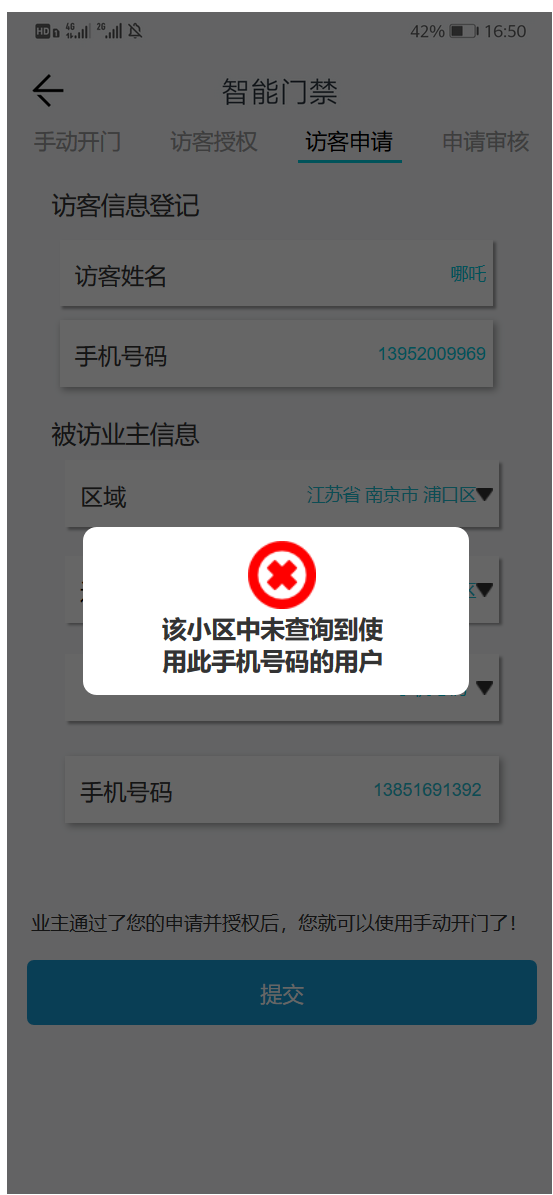 HD 4G 2G 42% 16:50
智能门禁
手动开门 访客授权 访客申请 申请审核
访客信息登记
访客姓名 哪吒
手机号码 13952009969
被访业主信息
区域 江苏省 南京市 浦口区
该小区中未查询到使
用此手机号码的用户
手机号码 13851691392
业主通过了您的申请并授权后，您就可以使用手动开门了！
提交